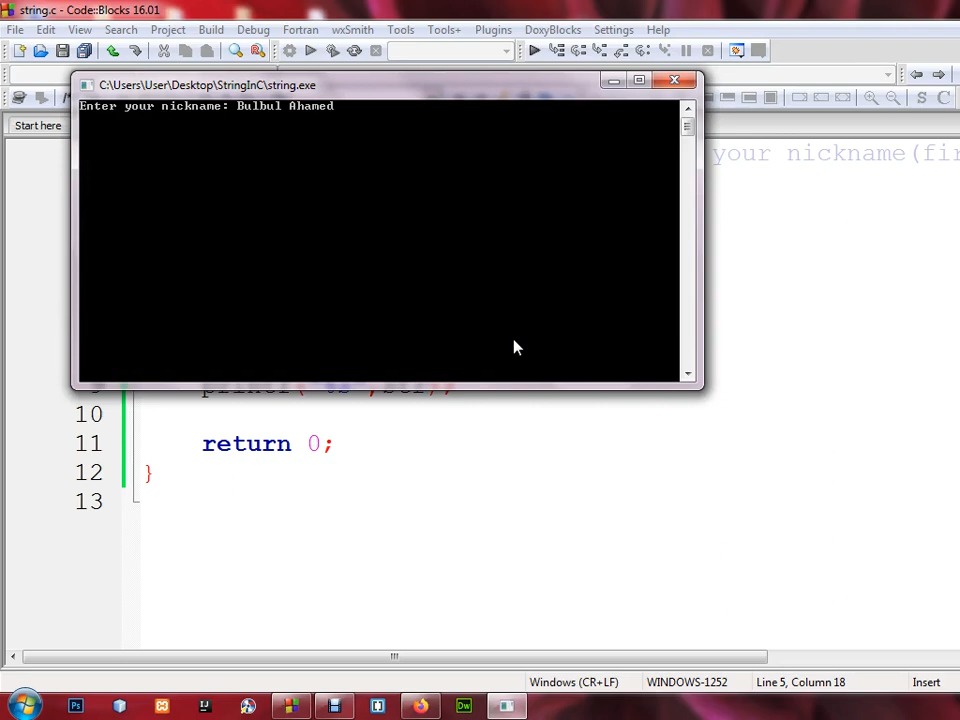 string.c - Code::Blocks 16.01
File Edit View Search Project Build Debug Fortran wxSmith Tools Tools+ Plugins DoxyBlocks Settings Help
C:\Users\User\Desktop\StringInC\string.exe
Enter your nickname: Bulbul Ahamed
Start here
your nickname(fir
10
11 return 0;
12 }
13
Windows (CR+LF) WINDOWS-1252 Line 5, Column 18 Insert
Ps Dw